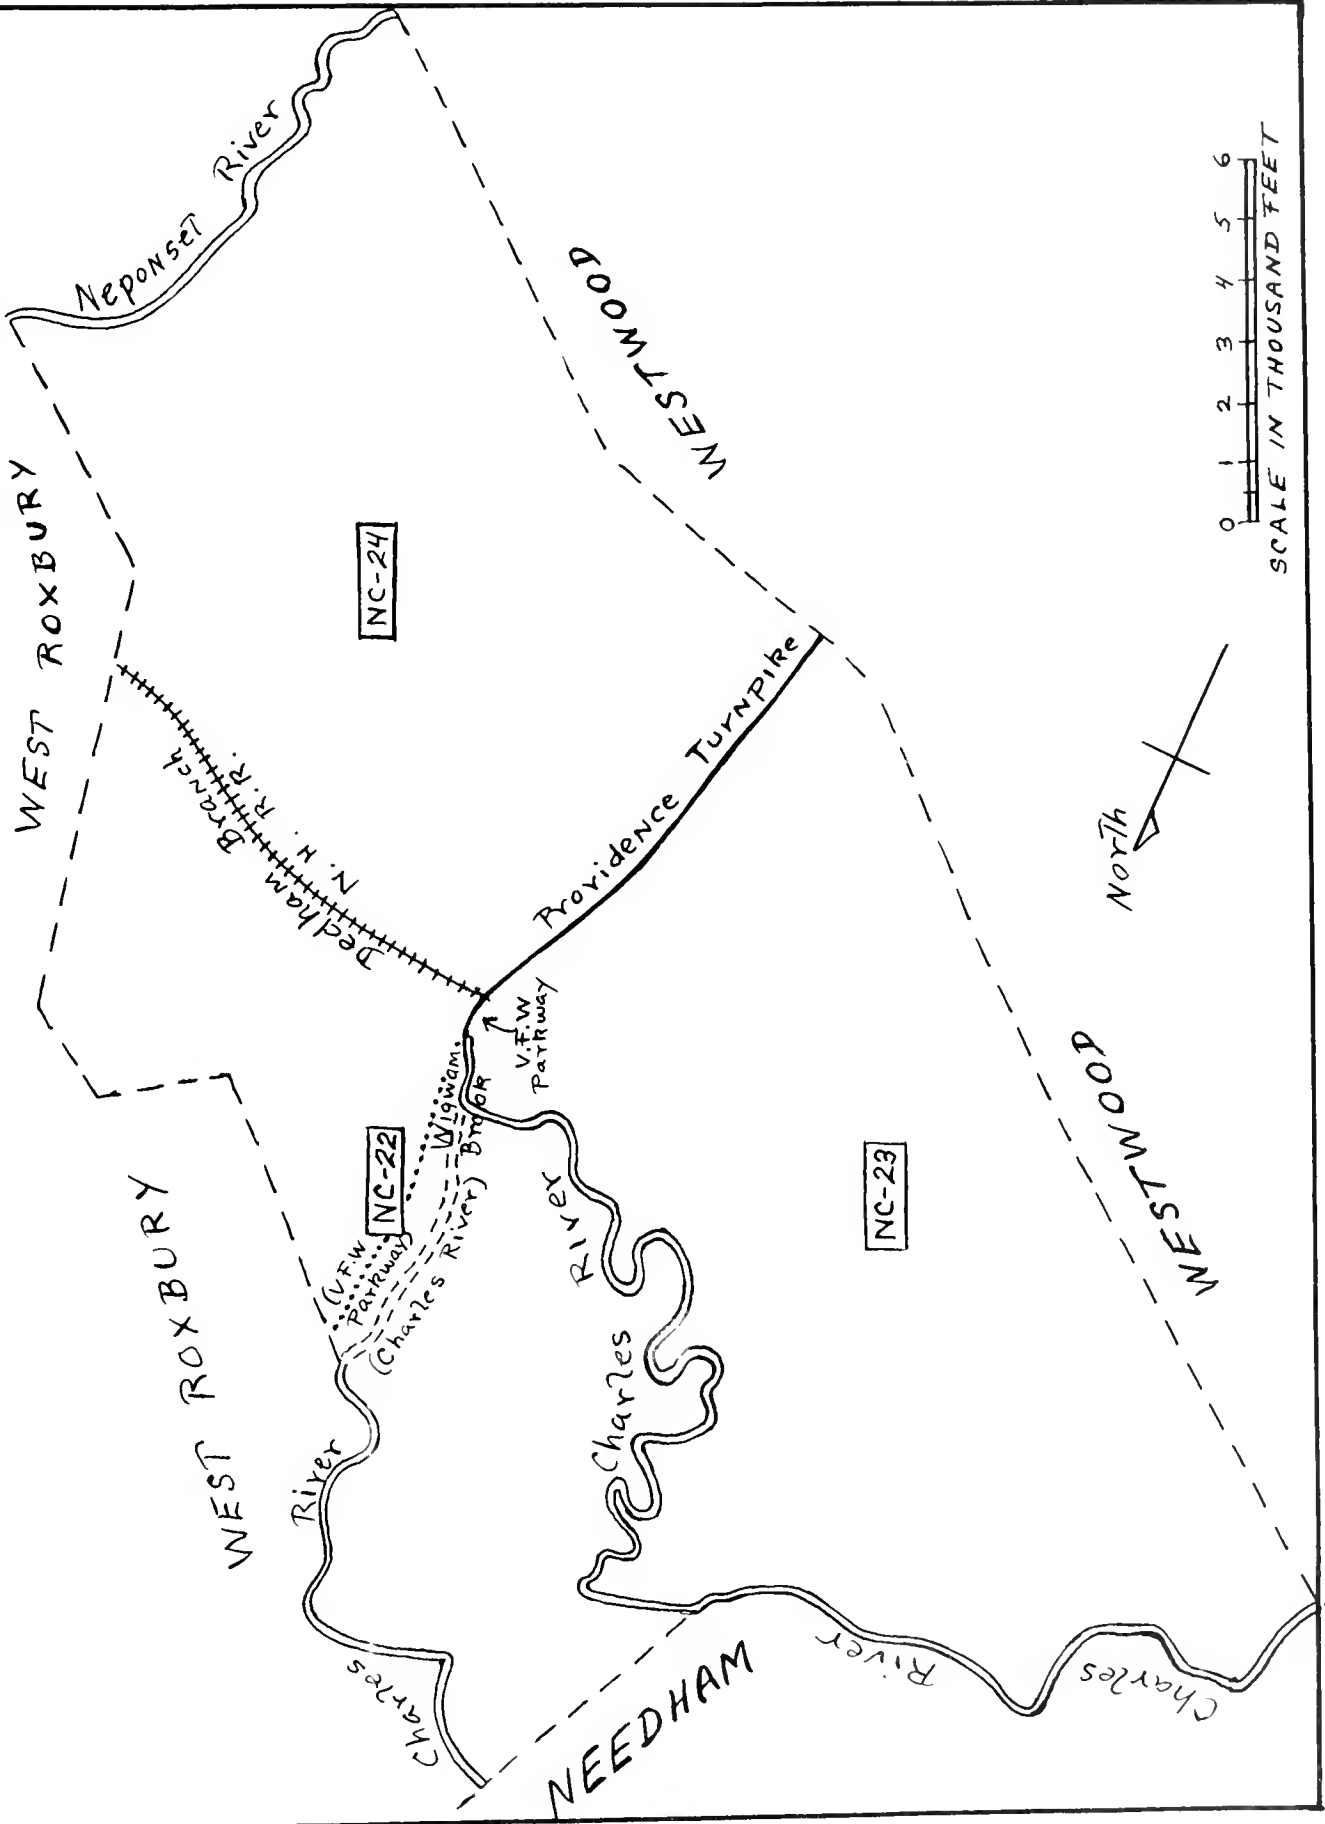 Neponset River
WEST ROXBURY
WESTWOOD
NC-24
Dedham Branch
N. H. R. R.
Providence Turnpike
V.F.W
Parkway
Wigwam
Brook
NC-22
(V.F.W
Parkway)
(Charles River)
WEST ROXBURY
Charles River
Charles River
NC-23
WESTWOOD
NEEDHAM
Charles River
North
0 1 2 3 4 5 6
SCALE IN THOUSAND FEET